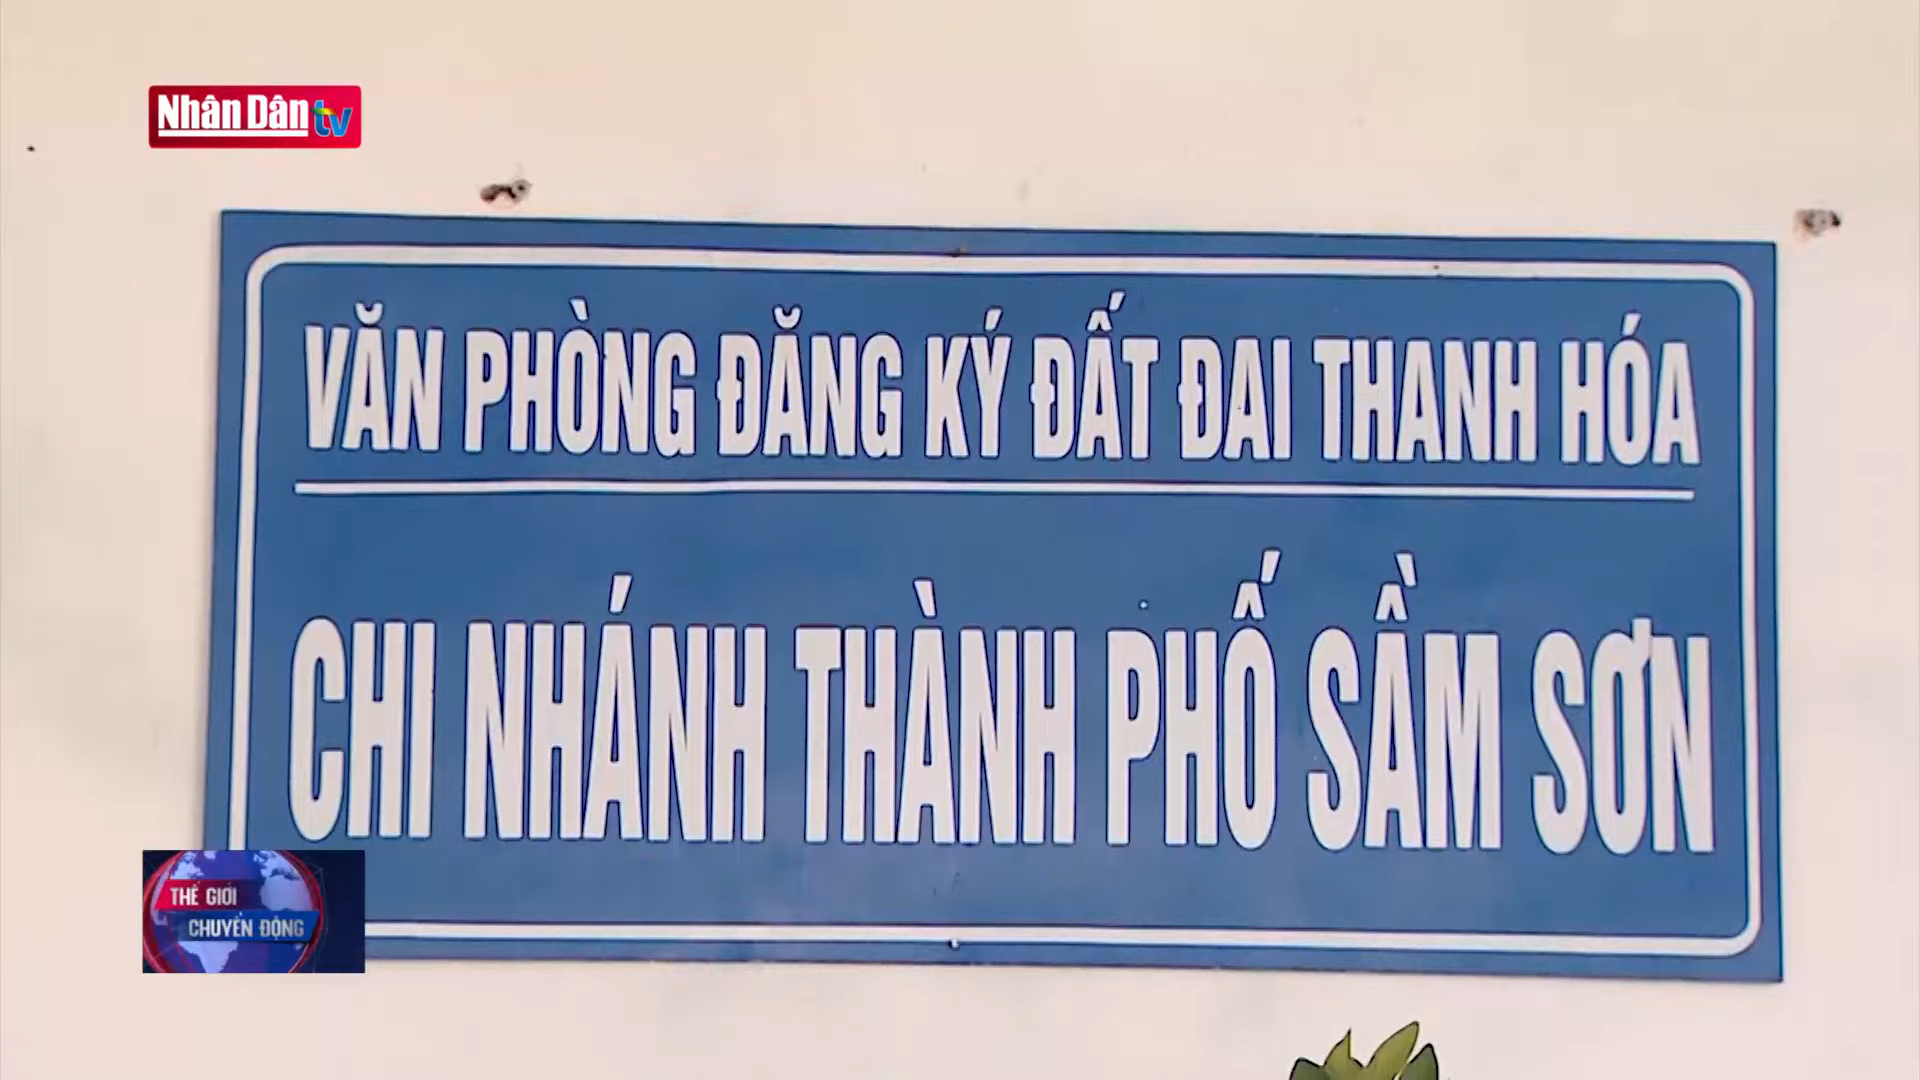 Nhân Dân tv
VĂN PHÒNG ĐĂNG KÝ ĐẤT ĐAI THANH HÓA
CHI NHÁNH THÀNH PHỐ SẦM SƠN
THẾ GIỚI
CHUYỂN ĐỘNG